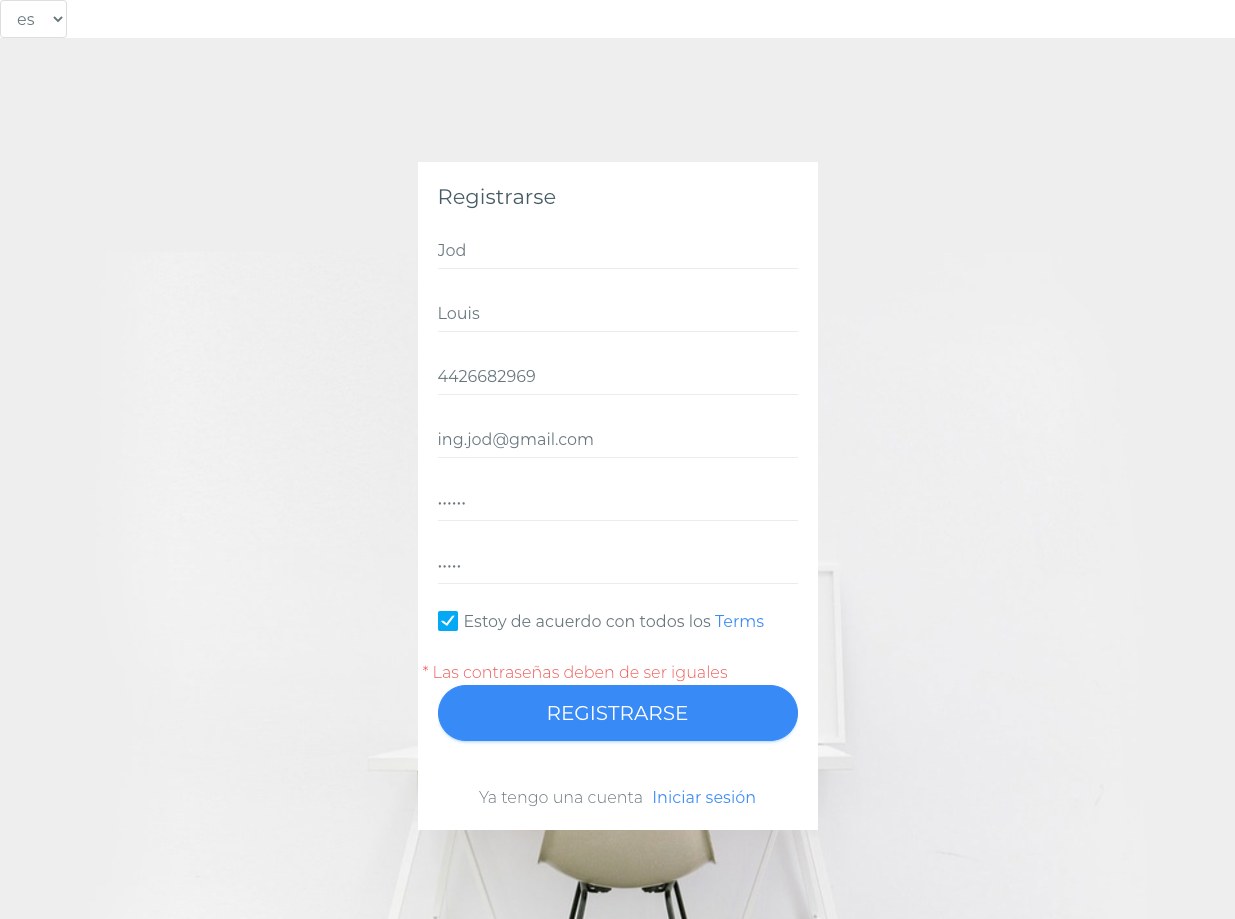 es
Registrarse
Jod
Louis
4426682969
ing.jod@gmail.com
······
·····
Estoy de acuerdo con todos los Terms
* Las contraseñas deben de ser iguales
REGISTRARSE
Ya tengo una cuenta Iniciar sesión